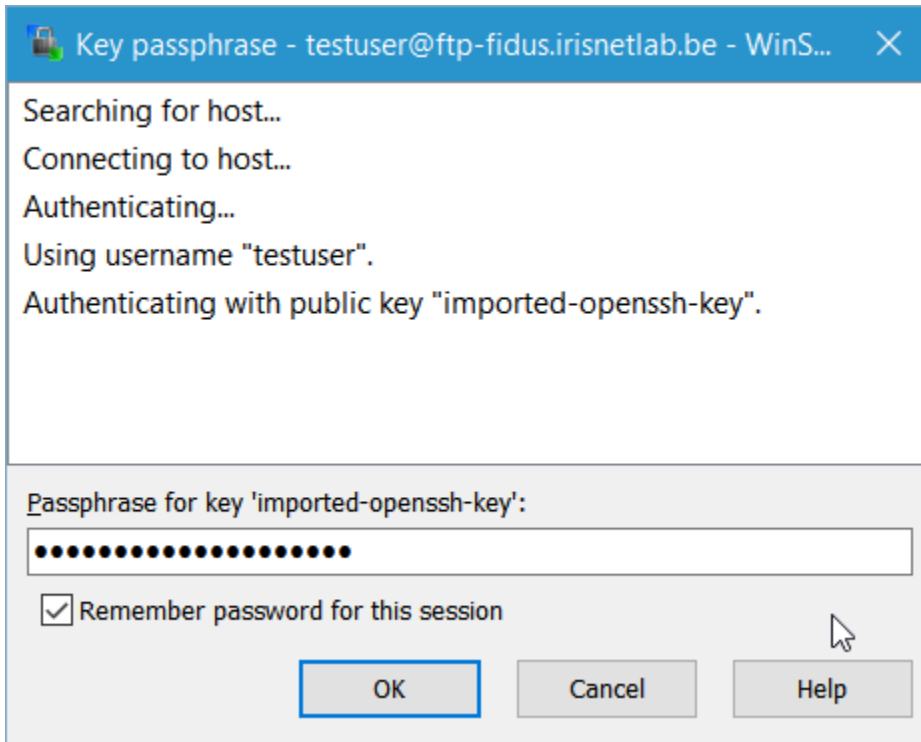 Key passphrase - testuser@ftp-fidus.irisnetlab.be - WinS...
Searching for host...
Connecting to host...
Authenticating...
Using username "testuser".
Authenticating with public key "imported-openssh-key".
Passphrase for key 'imported-openssh-key':
●●●●●●●●●●●●●●●●●●●●
Remember password for this session
OK Cancel Help